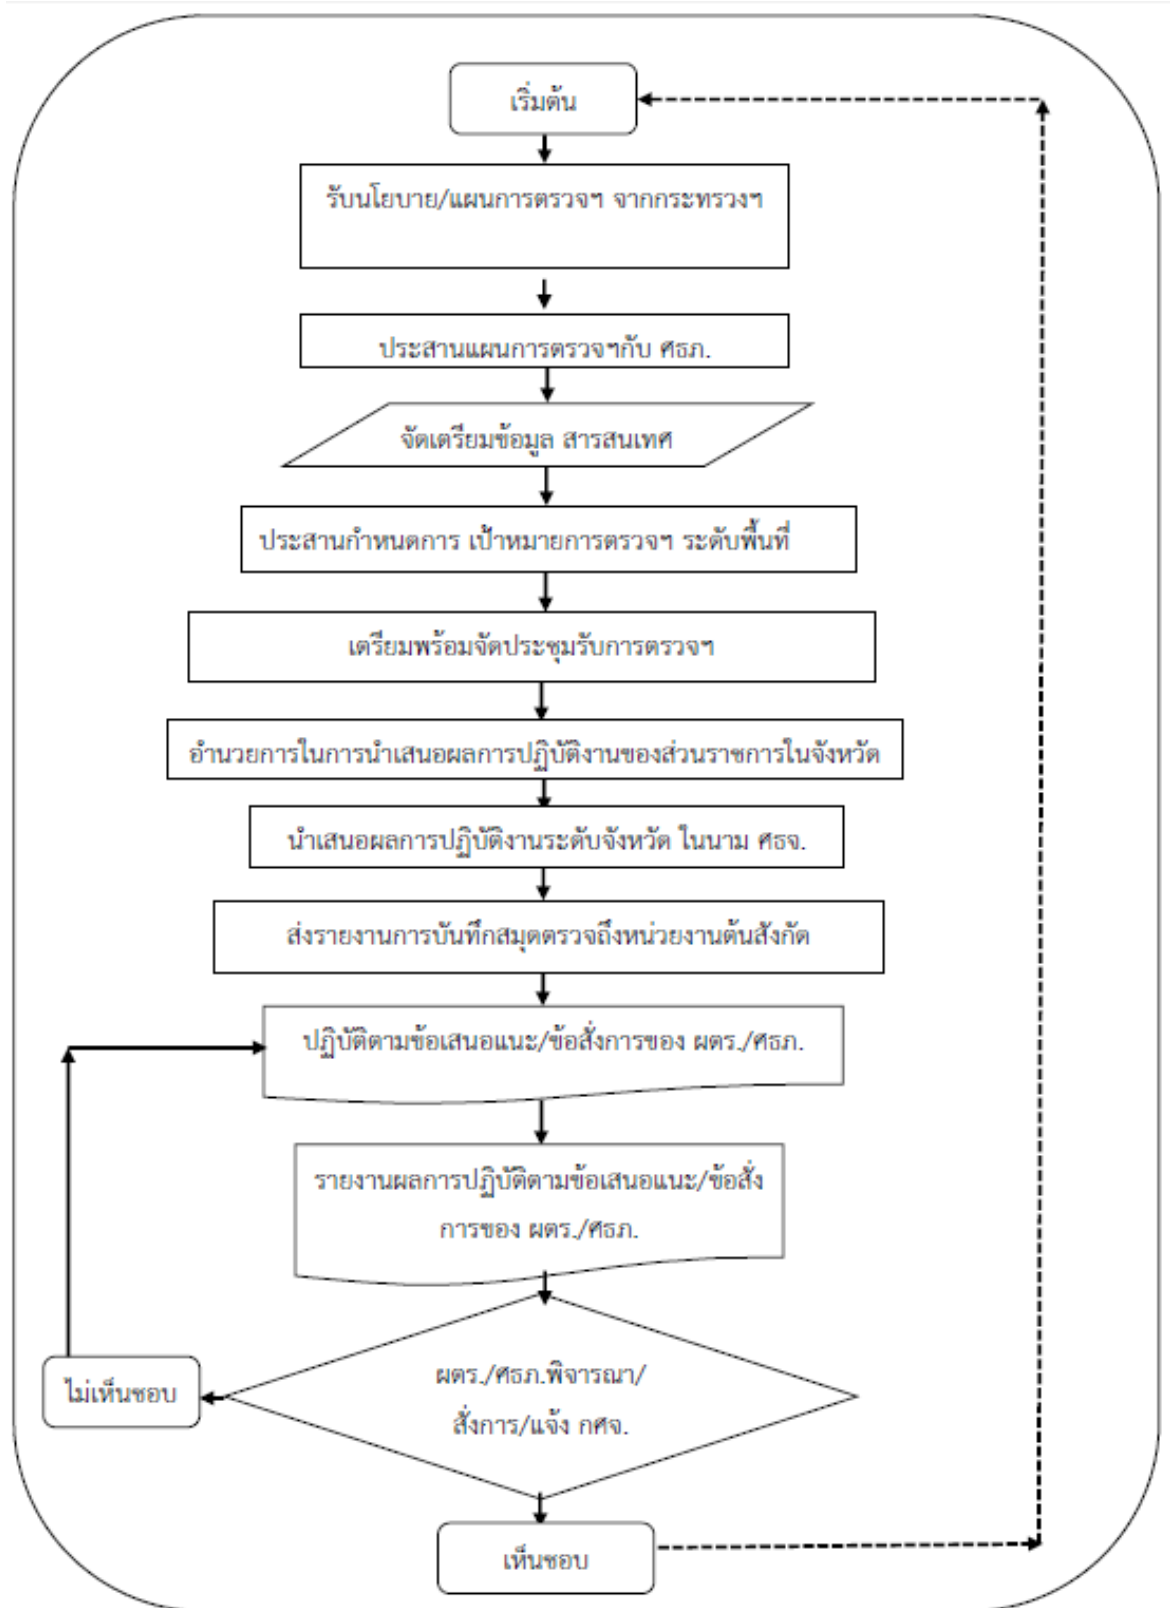 เริ่มต้น
รับนโยบาย/แผนการตรวจฯ จากกระทรวงฯ
ประสานแผนการตรวจฯกับ ศธภ.
จัดเตรียมข้อมูล สารสนเทศ
ประสานกำหนดการ เป้าหมายการตรวจฯ ระดับพื้นที่
เตรียมพร้อมจัดประชุมรับการตรวจฯ
อำนวยการในการนำเสนอผลการปฏิบัติงานของส่วนราชการในจังหวัด
นำเสนอผลการปฏิบัติงานระดับจังหวัด ในนาม ศธจ.
ส่งรายงานการบันทึกสมุดตรวจถึงหน่วยงานต้นสังกัด
ปฏิบัติตามข้อเสนอแนะ/ข้อสั่งการของ ผตร./ศธภ.
รายงานผลการปฏิบัติตามข้อเสนอแนะ/ข้อสั่ง
การของ ผตร./ศธภ.
ผตร./ศธภ.พิจารณา/
สั่งการ/แจ้ง กศจ.
ไม่เห็นชอบ
เห็นชอบ